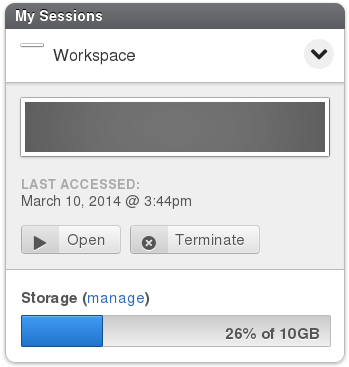 My Sessions
Workspace
LAST ACCESSED:
March 10, 2014 @ 3:44pm
Open
Terminate
Storage (manage)
26% of 10GB